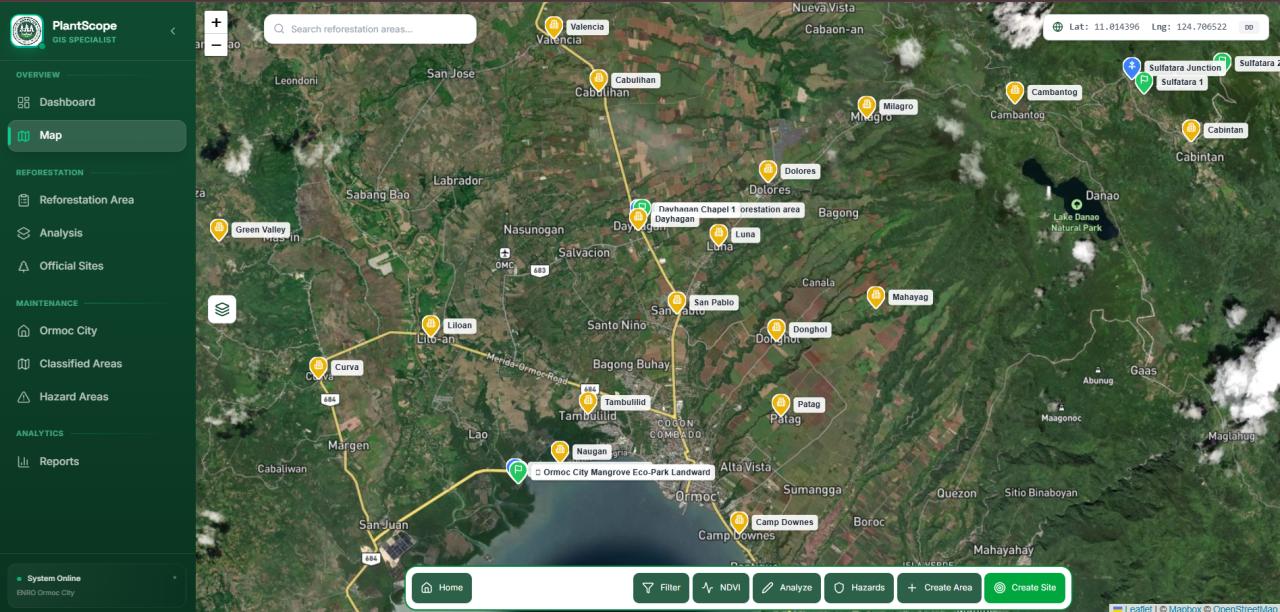 PlantScope
GIS SPECIALIST
OVERVIEW
Dashboard
Map
REFORESTATION
Reforestation Area
Analysis
Official Sites
MAINTENANCE
Ormoc City
Classified Areas
Hazard Areas
ANALYTICS
Reports
System Online
ENRO Ormoc City
+
−
Search reforestation areas...
Lat: 11.014396 Lng: 124.706522 DD
Nueva Vista
Cabaon-an
Valencia
Valencia
San Jose
Leondoni
Cabulihan
Cabulihan
Milagro
Milagro
Cambantog
Cambantog
Sulfatara Junction
Sulfatara 1
Sulfatara 2
Cabintan
Cabintan
Labrador
Sabang Bao
Dolores
Dolores
Danao
Lake Danao
Natural Park
Dayhagan Chapel 1
orestation area
Dayhagan
Bagong
Green Valley
Nasunogan
Salvacion
OMC
683
Luna
Luna
Canala
Mahayag
San Pablo
San Pablo
Santo Niño
Donghol
Donghol
Liloan
Lilo-an
Merida-Ormoc Road
Curva
Curva
684
Bagong Buhay
684
Tambulilid
Tambulilid
COGON
COMBADO
Patag
Patag
Gaas
Abunug
Maagonoc
Maglahug
Lao
Margen
Cabaliwan
Naugan
Ormoc City Mangrove Eco-Park Landward
Alta Vista
Ormoc
Sumangga
Quezon
Sitio Binaboyan
San Juan
684
Camp Downes
Camp Downes
Boroc
Mahayahay
Home
Filter
NDVI
Analyze
Hazards
+ Create Area
Create Site
Leaflet | © Mapbox © OpenStreetMap